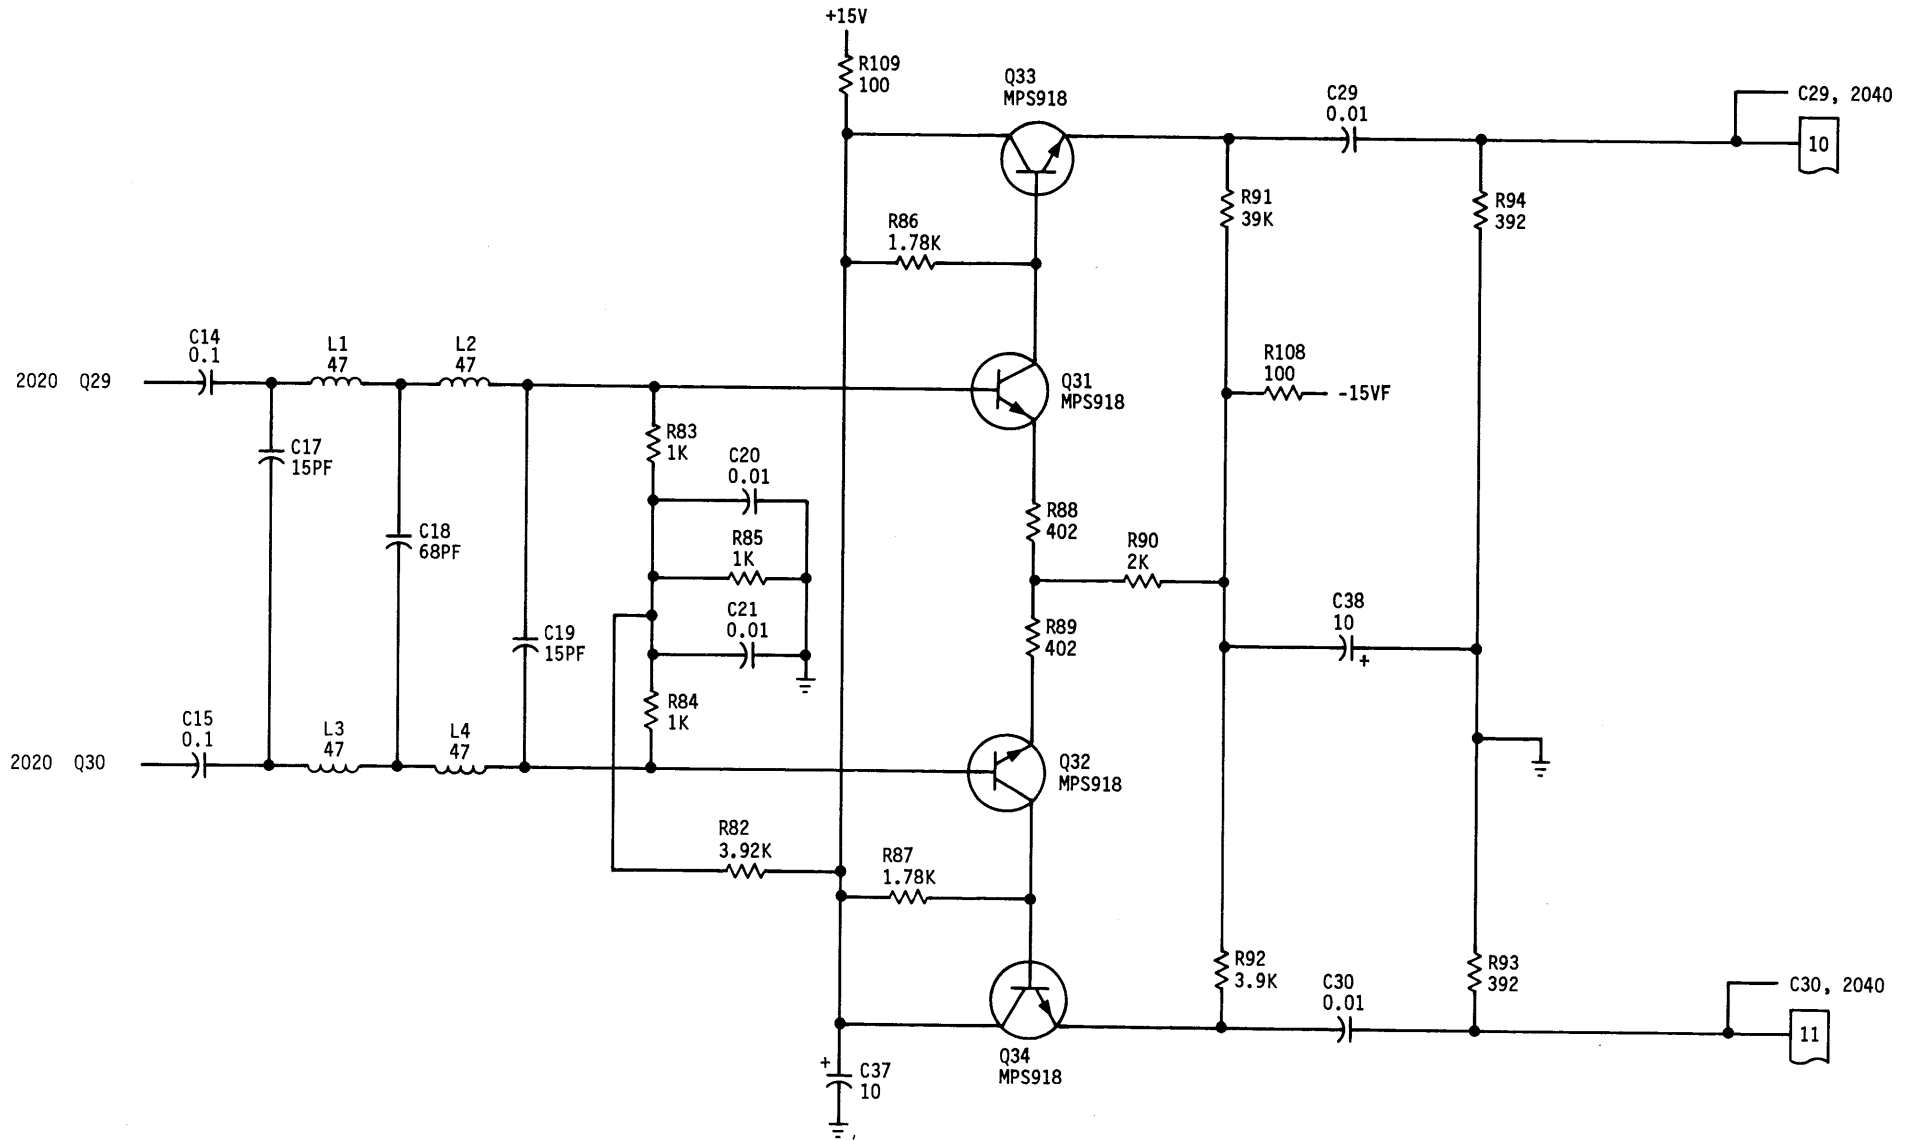 +15V
R109
100
Q33
MPS918
C29
0.01
C29, 2040
10
R91
39K
R94
392
R86
1.78K
C14
0.1
L1
47
L2
47
2020 Q29
Q31
MPS918
R108
100
-15VF
C17
15PF
R83
1K
C20
0.01
C18
68PF
R85
1K
R88
402
R90
2K
C21
0.01
C19
15PF
R89
402
C38
10
+
R84
1K
C15
0.1
L3
47
L4
47
2020 Q30
Q32
MPS918
R82
3.92K
R87
1.78K
R92
3.9K
C30
0.01
R93
392
C30, 2040
11
Q34
MPS918
+
C37
10